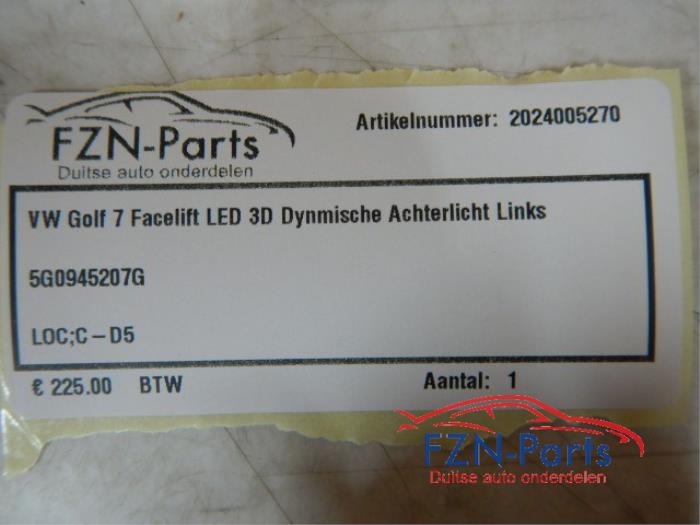 FZN-Parts
Duitse auto onderdelen
Artikelnummer: 2024005270
VW Golf 7 Facelift LED 3D Dynmische Achterlicht Links
5G0945207G
LOC;C-D5
€ 225.00 BTW
Aantal: 1
FZN-Parts
Duitse auto onderdelen